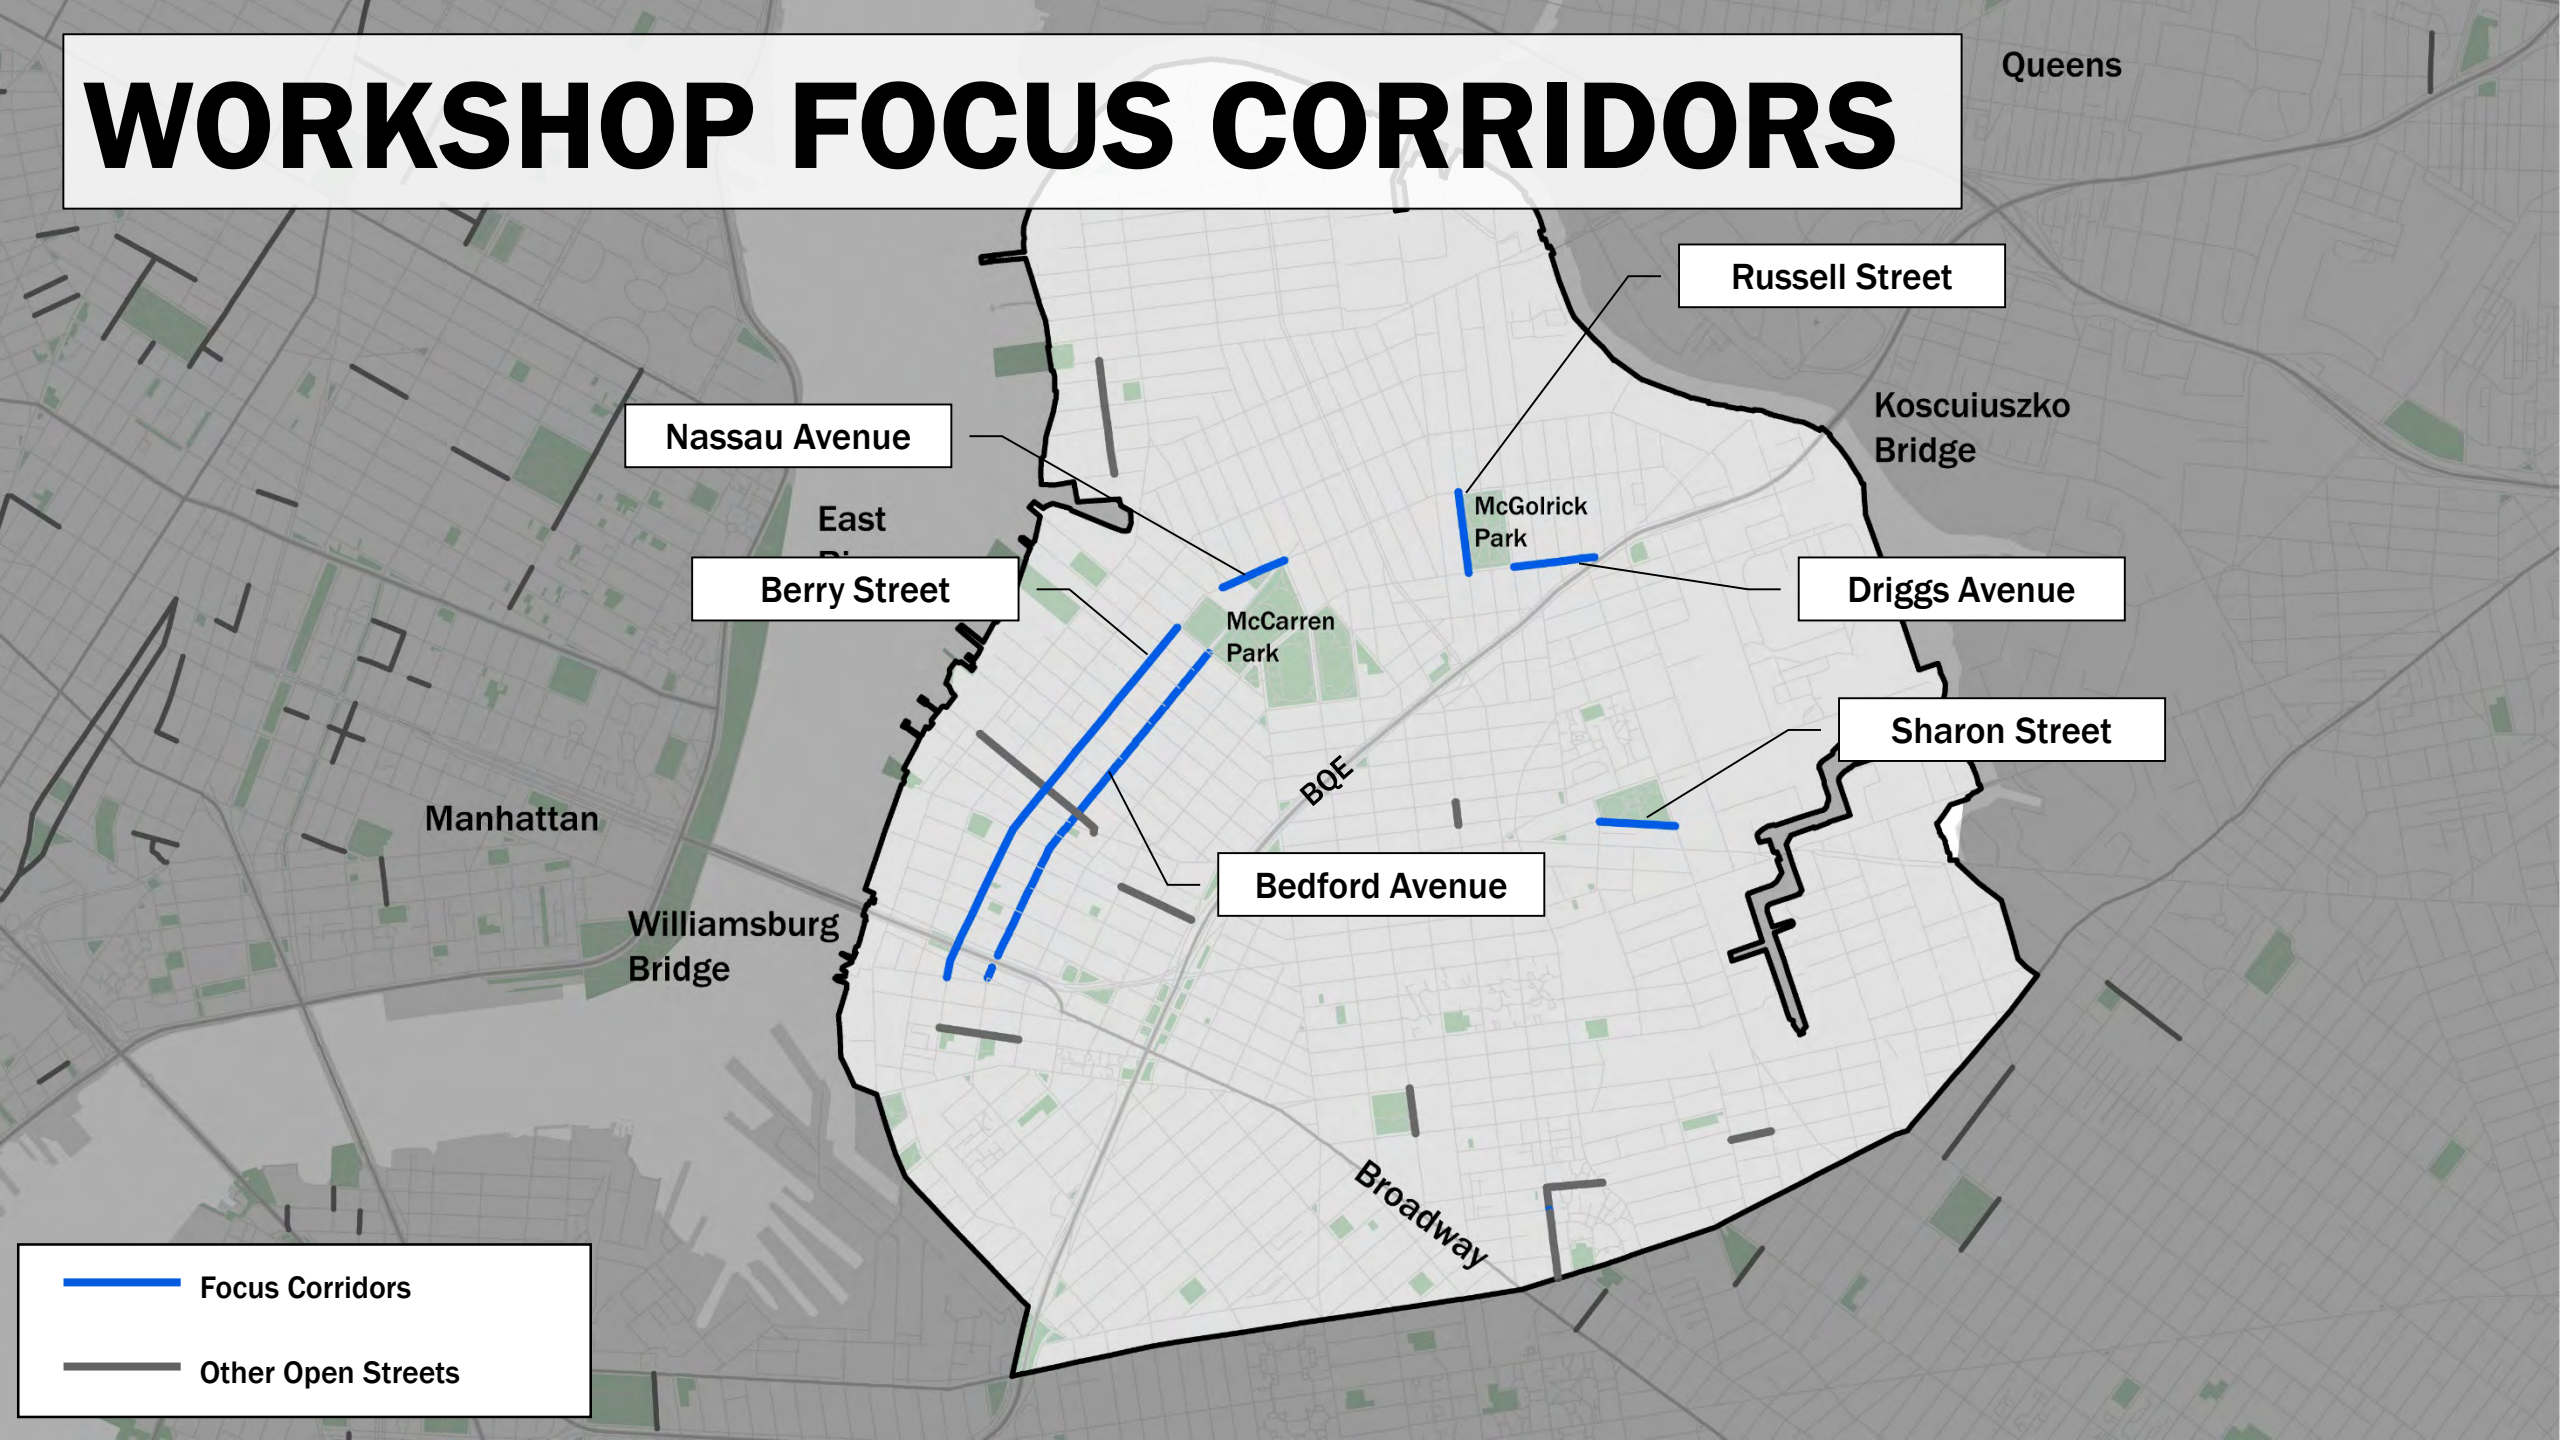 WORKSHOP FOCUS CORRIDORS
Queens
Russell Street
Koscuiuszko
Bridge
Nassau Avenue
McGolrick
Park
East
Berry Street
Driggs Avenue
McCarren
Park
Sharon Street
BQE
Manhattan
Bedford Avenue
Williamsburg
Bridge
Broadway
Focus Corridors
Other Open Streets